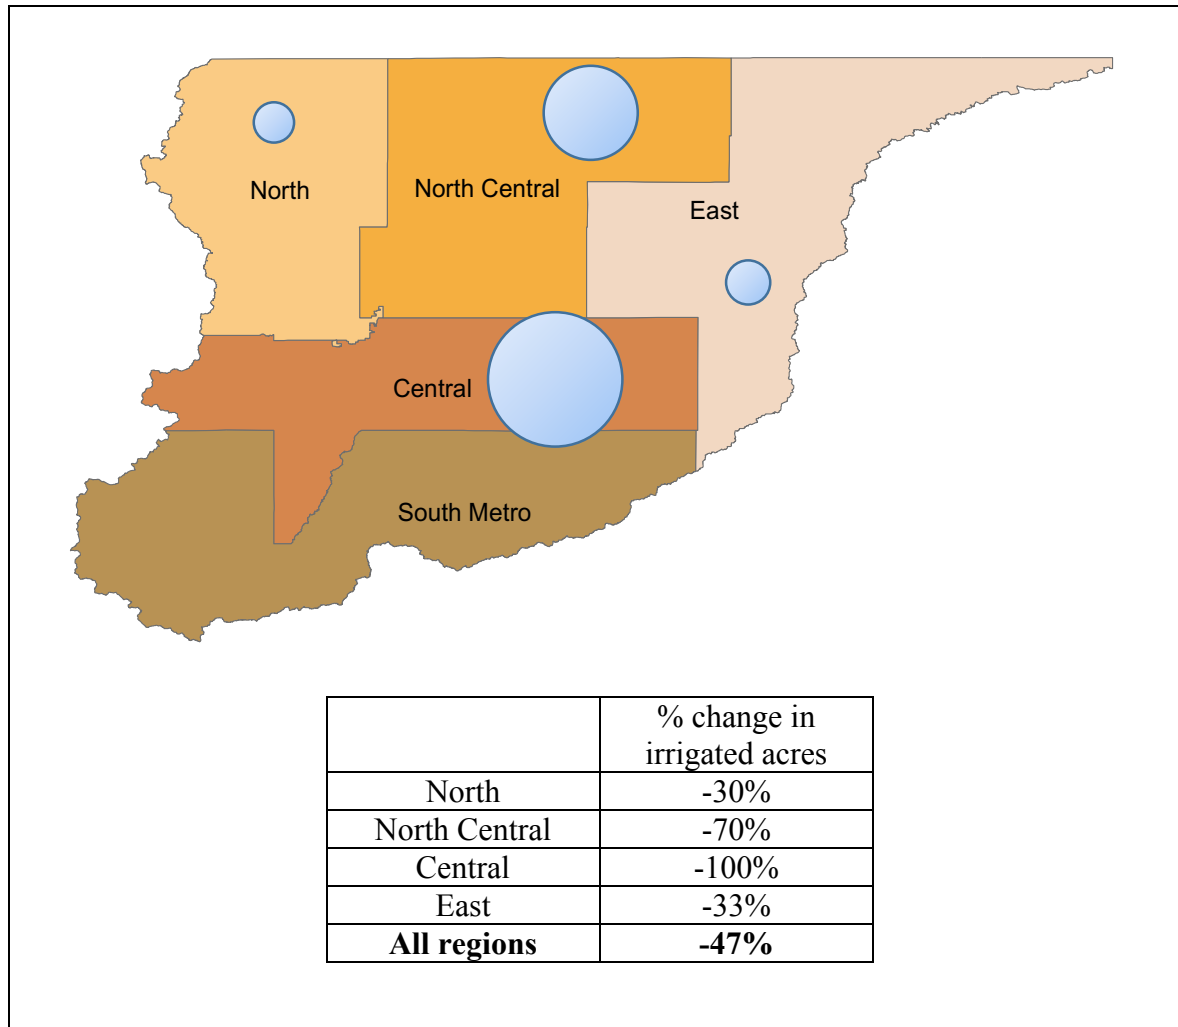 North
North Central
East
Central
South Metro
% change in
irrigated acres
North -30%
North Central -70%
Central -100%
East -33%
All regions -47%